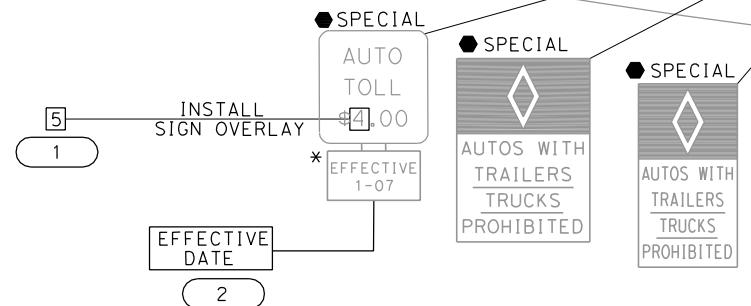 SPECIAL
AUTO
TOLL
$4.00
5
INSTALL
SIGN OVERLAY
1
*
EFFECTIVE
1-07
EFFECTIVE
DATE
2
SPECIAL
AUTOS WITH
TRAILERS
TRUCKS
PROHIBITED
SPECIAL
AUTOS WITH
TRAILERS
TRUCKS
PROHIBITED